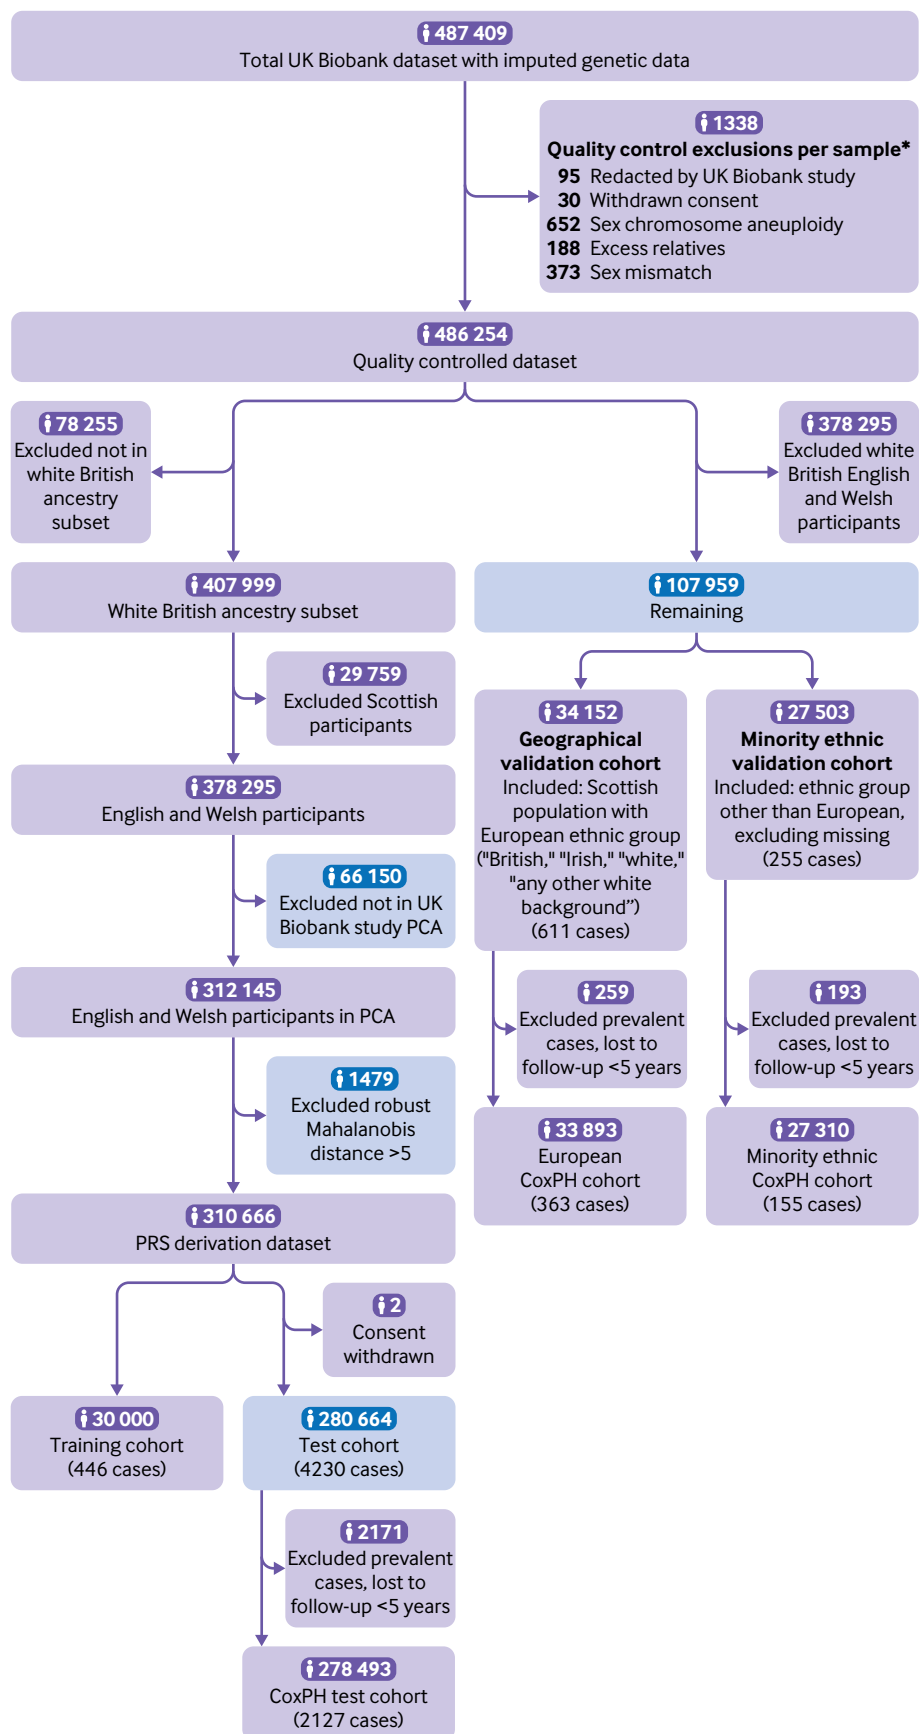 487 409
Total UK Biobank dataset with imputed genetic data
1338
Quality control exclusions per sample*
95 Redacted by UK Biobank study
30 Withdrawn consent
652 Sex chromosome aneuploidy
188 Excess relatives
373 Sex mismatch
486 254
Quality controlled dataset
78 255
Excluded not in
white British
ancestry
subset
378 295
Excluded white
British English
and Welsh
participants
407 999
White British ancestry subset
107 959
Remaining
29 759
Excluded Scottish
participants
378 295
English and Welsh participants
66 150
Excluded not in UK
Biobank study PCA
312 145
English and Welsh participants in PCA
1479
Excluded robust
Mahalanobis
distance >5
310 666
PRS derivation dataset
2
Consent
withdrawn
30 000
Training cohort
(446 cases)
280 664
Test cohort
(4230 cases)
2171
Excluded prevalent
cases, lost to
follow-up <5 years
278 493
CoxPH test cohort
(2127 cases)
34 152
Geographical
validation cohort
Included: Scottish
population with
European ethnic group
("British," "Irish," "white,"
"any other white
background”)
(611 cases)
259
Excluded prevalent
cases, lost to
follow-up <5 years
33 893
European
CoxPH cohort
(363 cases)
27 503
Minority ethnic
validation cohort
Included: ethnic group
other than European,
excluding missing
(255 cases)
193
Excluded prevalent
cases, lost to
follow-up <5 years
27 310
Minority ethnic
CoxPH cohort
(155 cases)